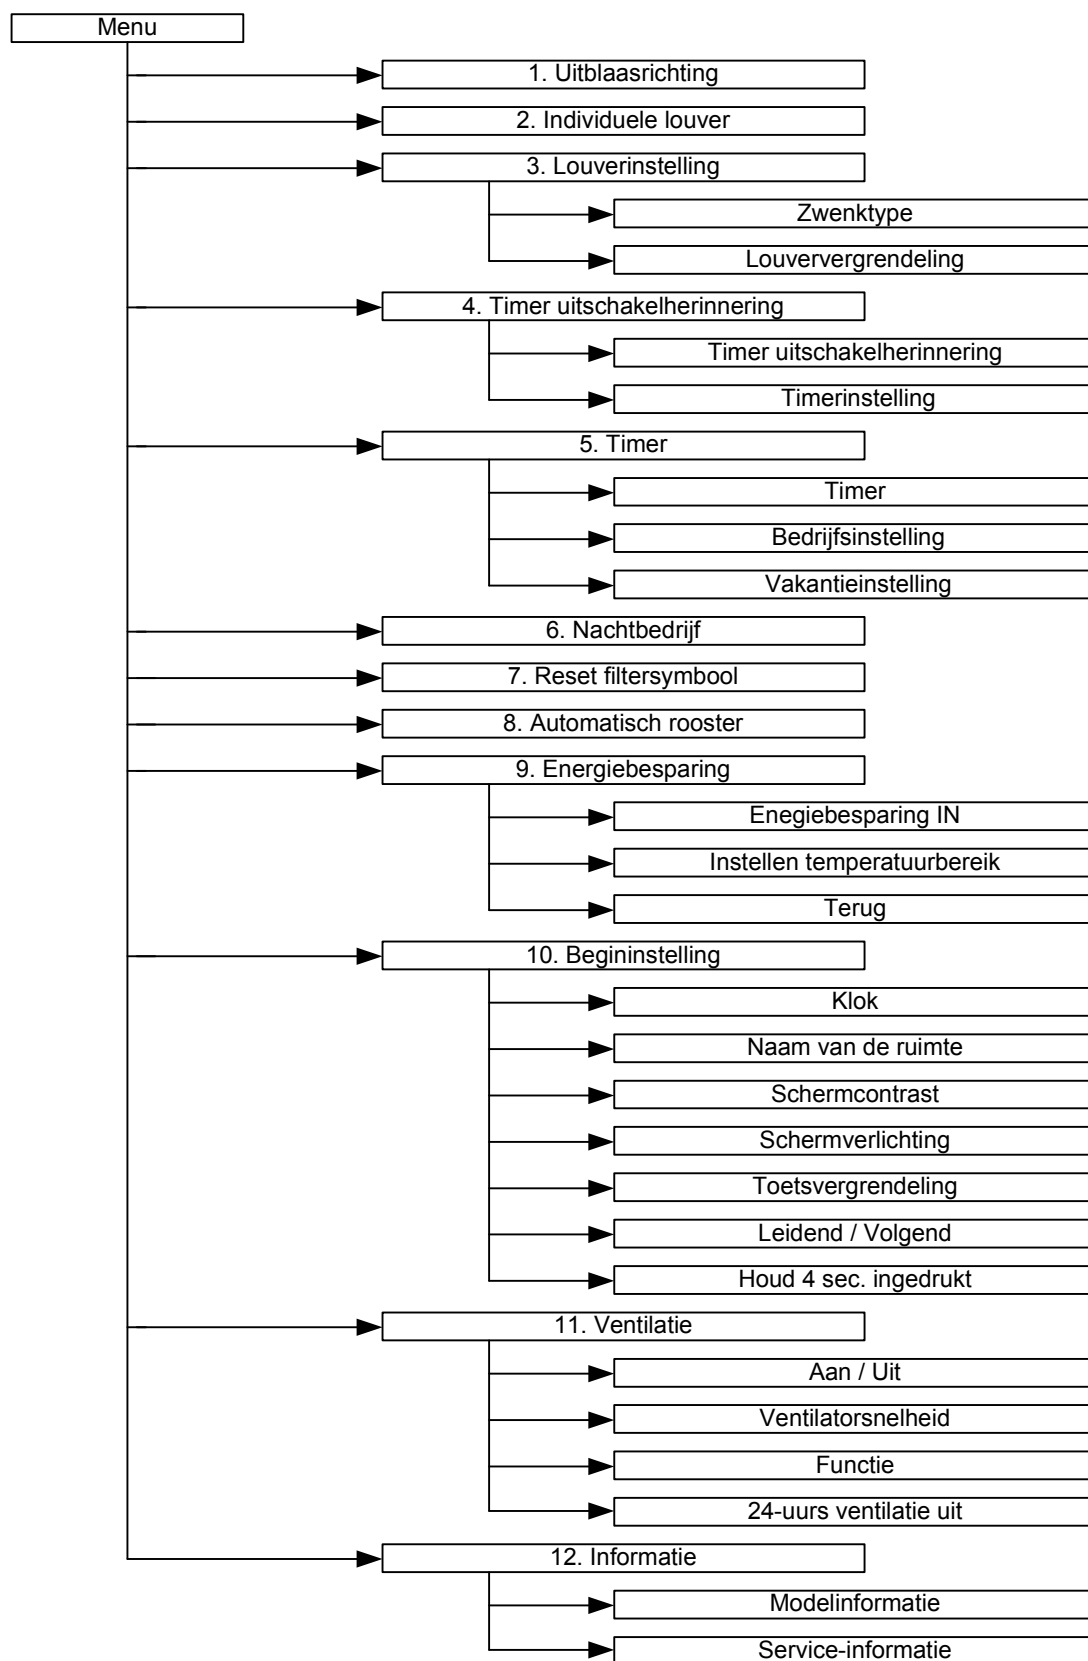 Menu
1. Uitblaasrichting
2. Individuele louver
3. Louverinstelling
Zwenktype
Louververgrendeling
4. Timer uitschakelherinnering
Timer uitschakelherinnering
Timerinstelling
5. Timer
Timer
Bedrijfsinstelling
Vakantieinstelling
6. Nachtbedrijf
7. Reset filtersymbool
8. Automatisch rooster
9. Energiebesparing
Enegiebesparing IN
Instellen temperatuurbereik
Terug
10. Begininstelling
Klok
Naam van de ruimte
Schermcontrast
Schermverlichting
Toetsvergrendeling
Leidend / Volgend
Houd 4 sec. ingedrukt
11. Ventilatie
Aan / Uit
Ventilatorsnelheid
Functie
24-uurs ventilatie uit
12. Informatie
Modelinformatie
Service-informatie